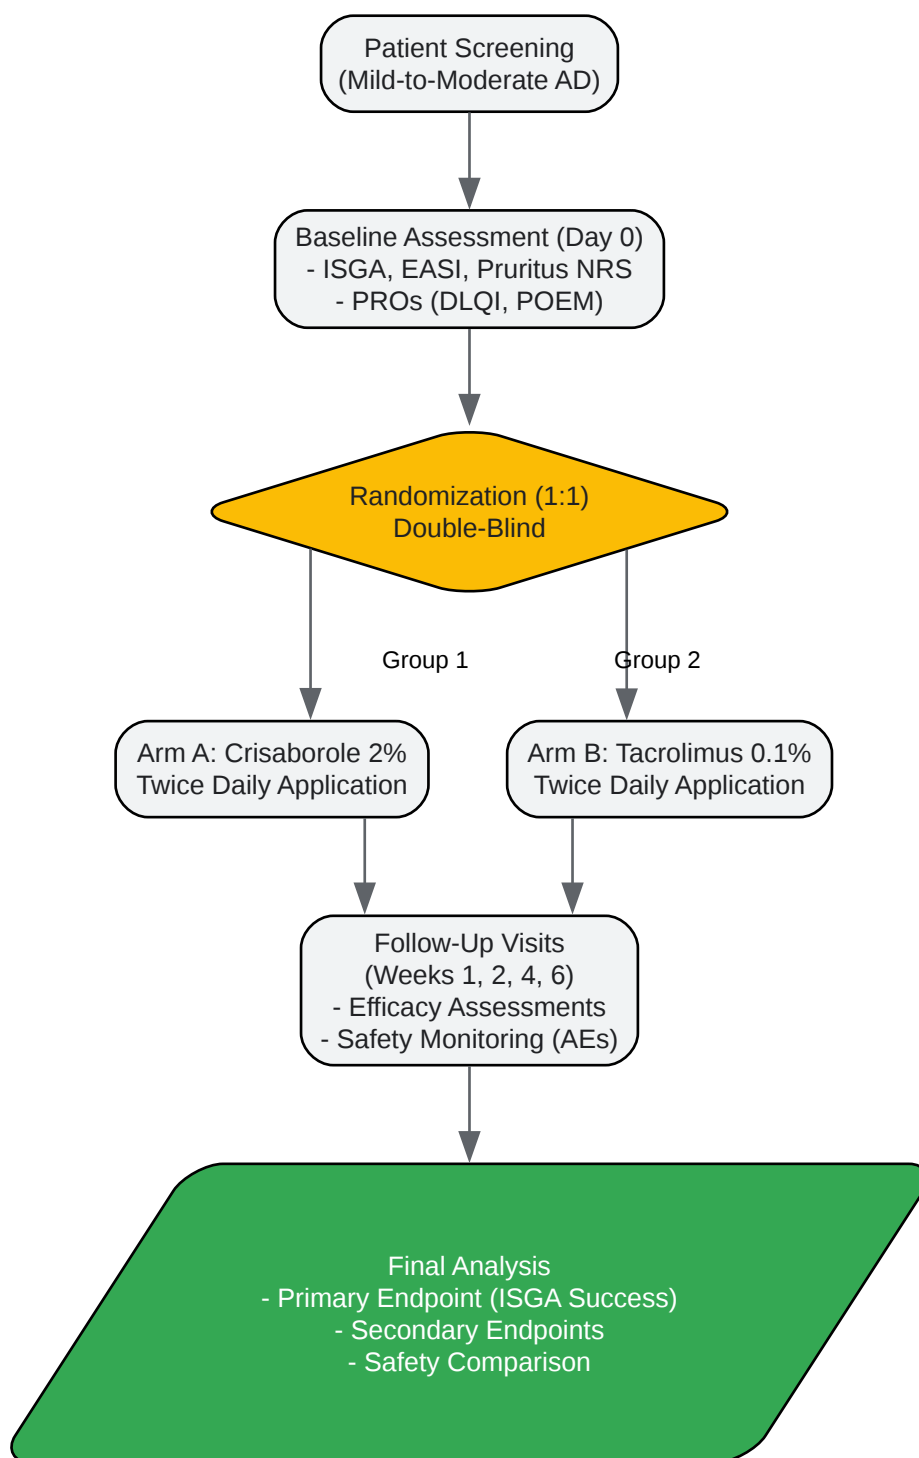 Patient Screening
(Mild-to-Moderate AD)
Baseline Assessment (Day 0)
- ISGA, EASI, Pruritus NRS
- PROs (DLQI, POEM)
Randomization (1:1)
Double-Blind
Group 1
Group 2
Arm A: Crisaborole 2%
Twice Daily Application
Arm B: Tacrolimus 0.1%
Twice Daily Application
Follow-Up Visits
(Weeks 1, 2, 4, 6)
- Efficacy Assessments
- Safety Monitoring (AEs)
Final Analysis
- Primary Endpoint (ISGA Success)
- Secondary Endpoints
- Safety Comparison